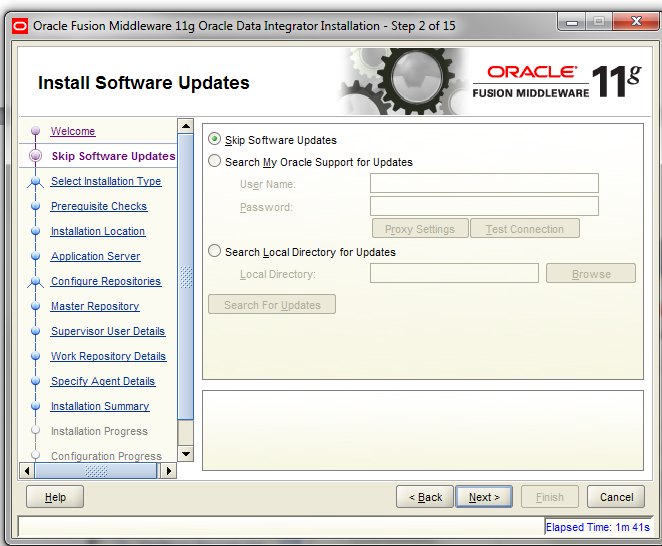 Oracle Fusion Middleware 11g Oracle Data Integrator Installation - Step 2 of 15
Install Software Updates
ORACLE
FUSION MIDDLEWARE 11g
Welcome
Skip Software Updates
Select Installation Type
Prerequisite Checks
Installation Location
Application Server
Configure Repositories
Master Repository
Supervisor User Details
Work Repository Details
Specify Agent Details
Installation Summary
Installation Progress
Configuration Progress
Skip Software Updates
Search My Oracle Support for Updates
User Name:
Password:
Proxy Settings Test Connection
Search Local Directory for Updates
Local Directory: Browse
Search For Updates
Help < Back Next > Finish Cancel
Elapsed Time: 1m 41s